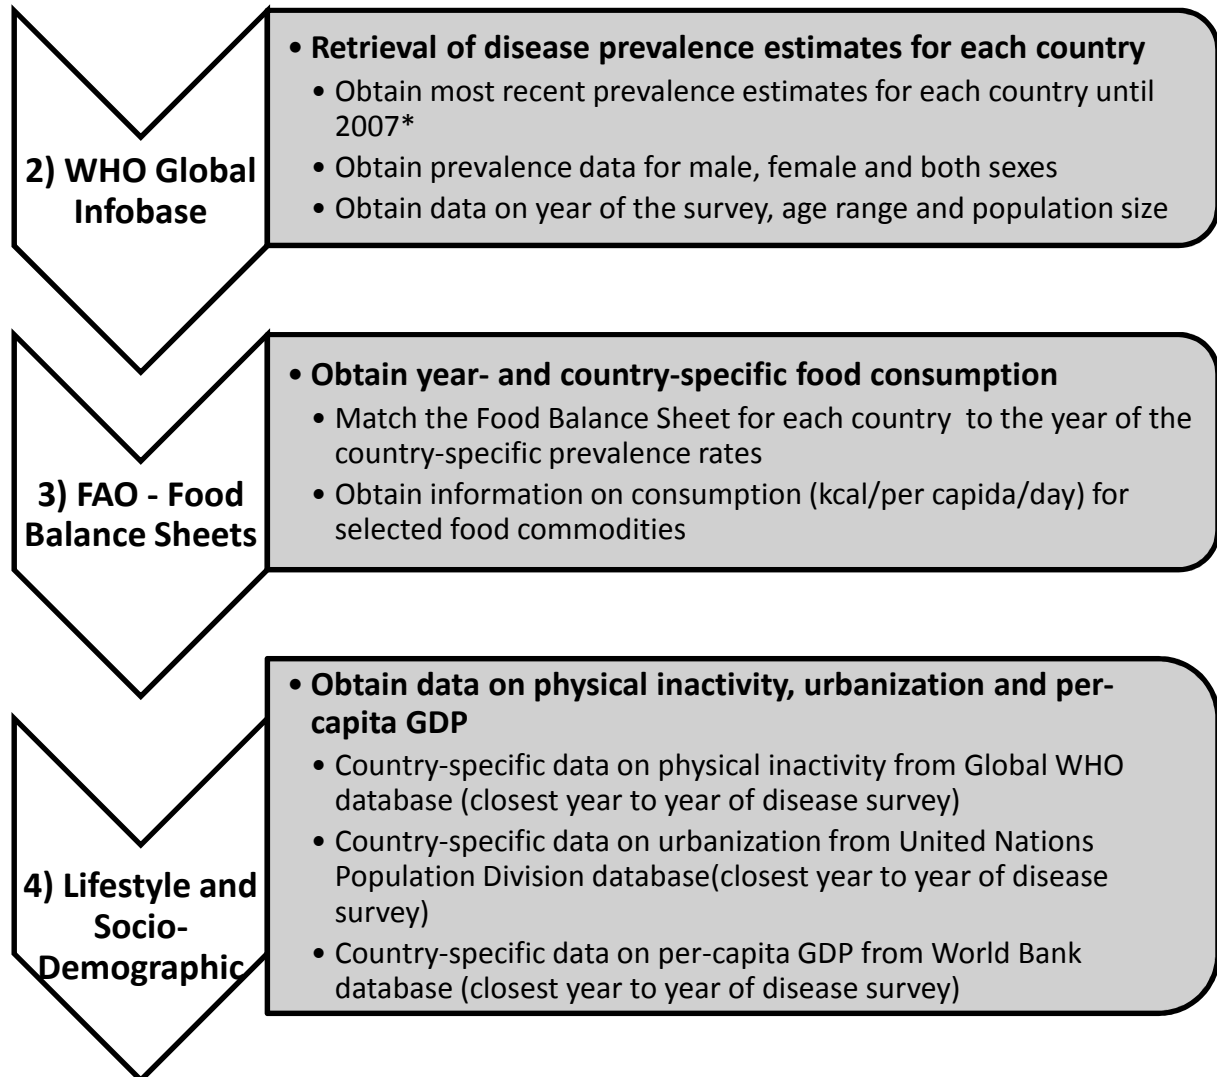 2) WHO Global
Infobase
• Retrieval of disease prevalence estimates for each country
• Obtain most recent prevalence estimates for each country until
2007*
• Obtain prevalence data for male, female and both sexes
• Obtain data on year of the survey, age range and population size
3) FAO - Food
Balance Sheets
• Obtain year- and country-specific food consumption
• Match the Food Balance Sheet for each country  to the year of the
country-specific prevalence rates
• Obtain information on consumption (kcal/per capida/day) for
selected food commodities
4) Lifestyle and
Socio-
Demographic
• Obtain data on physical inactivity, urbanization and per-
capita GDP
• Country-specific data on physical inactivity from Global WHO
database (closest year to year of disease survey)
• Country-specific data on urbanization from United Nations
Population Division database(closest year to year of disease
survey)
• Country-specific data on per-capita GDP from World Bank
database (closest year to year of disease survey)